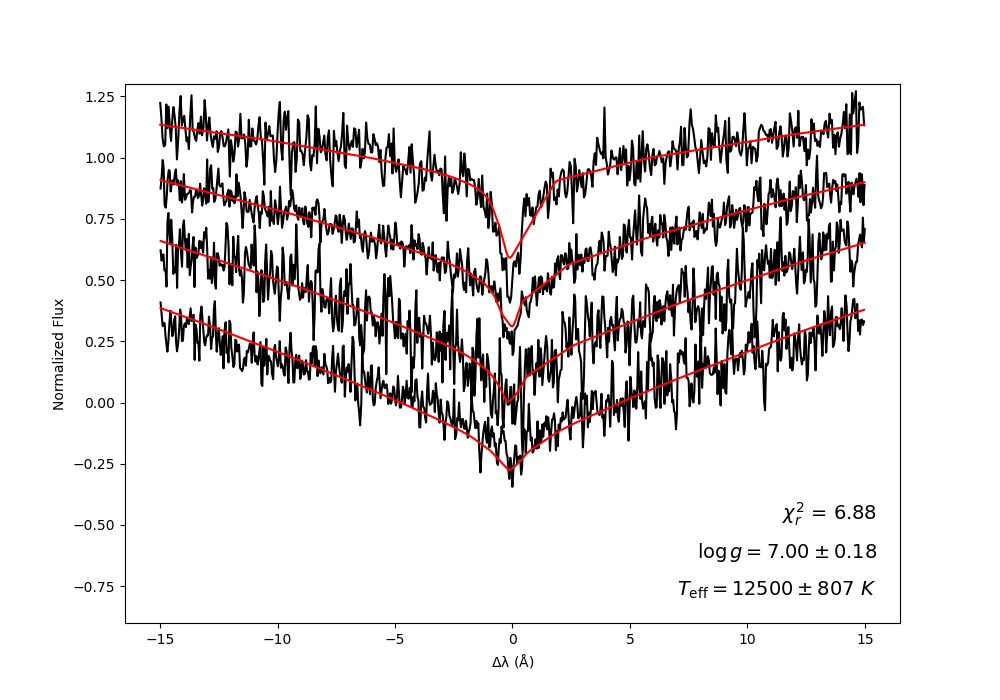 1.25
1.00
0.75
0.50
0.25
0.00
−0.25
−0.50
−0.75
Normalized Flux
χ²ᵣ = 6.88
log g = 7.00 ± 0.18
T_eff = 12500 ± 807 K
−15 −10 −5 0 5 10 15
Δλ (Å)